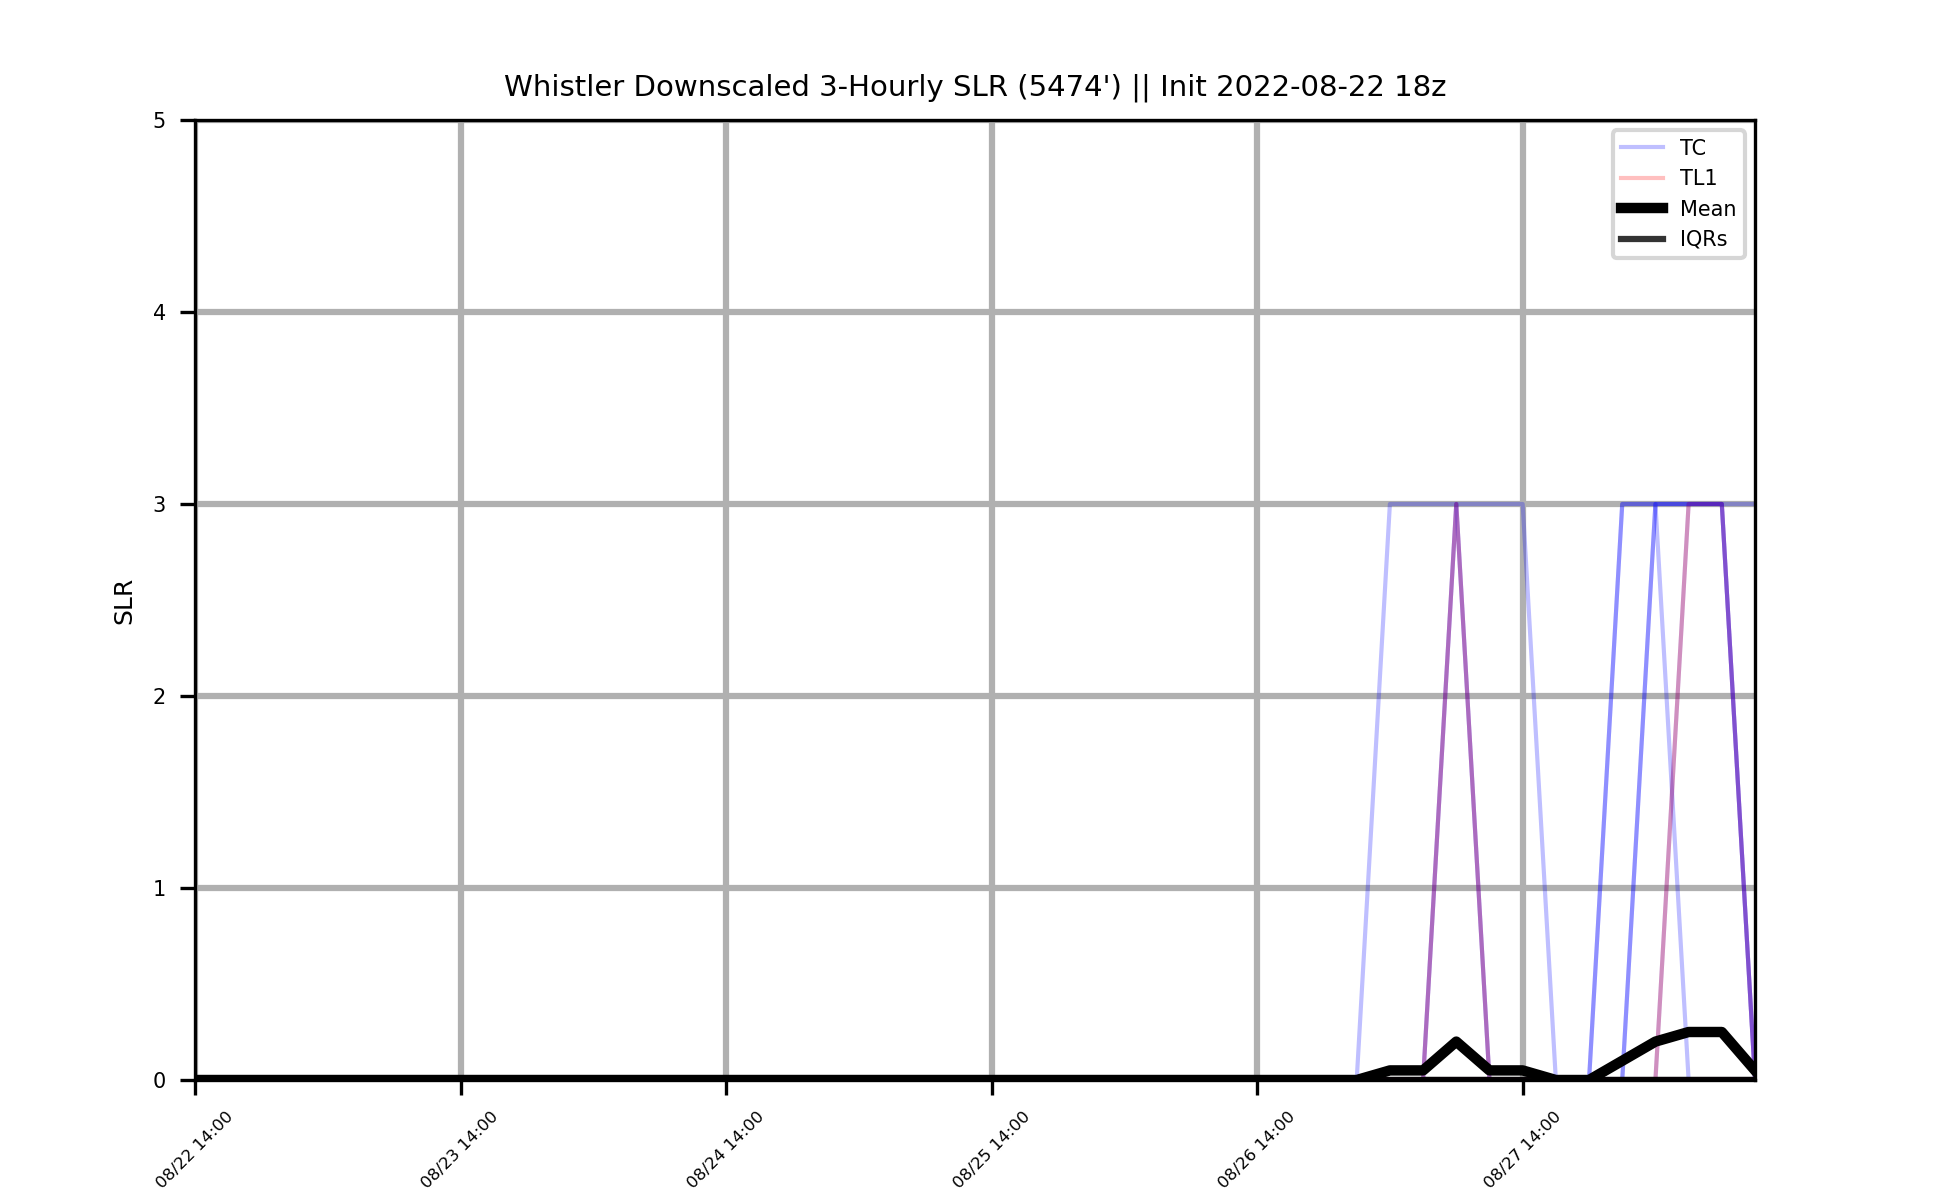 Whistler Downscaled 3-Hourly SLR (5474') || Init 2022-08-22 18z
5
4
3
2
1
0
SLR
TC
TL1
Mean
IQRs
08/22 14:00
08/23 14:00
08/24 14:00
08/25 14:00
08/26 14:00
08/27 14:00